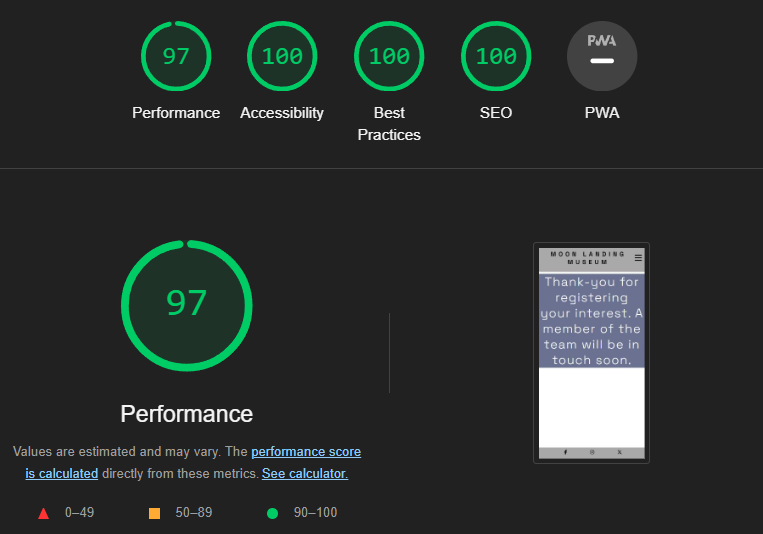 97
100
100
100
PWA
Performance
Accessibility
Best
Practices
SEO
PWA
97
Performance
Values are estimated and may vary. The performance score
is calculated directly from these metrics. See calculator.
0–49
50–89
90–100
MOON LANDING
MUSEUM
Thank-you for
registering
your interest. A
member of the
team will be in
touch soon.